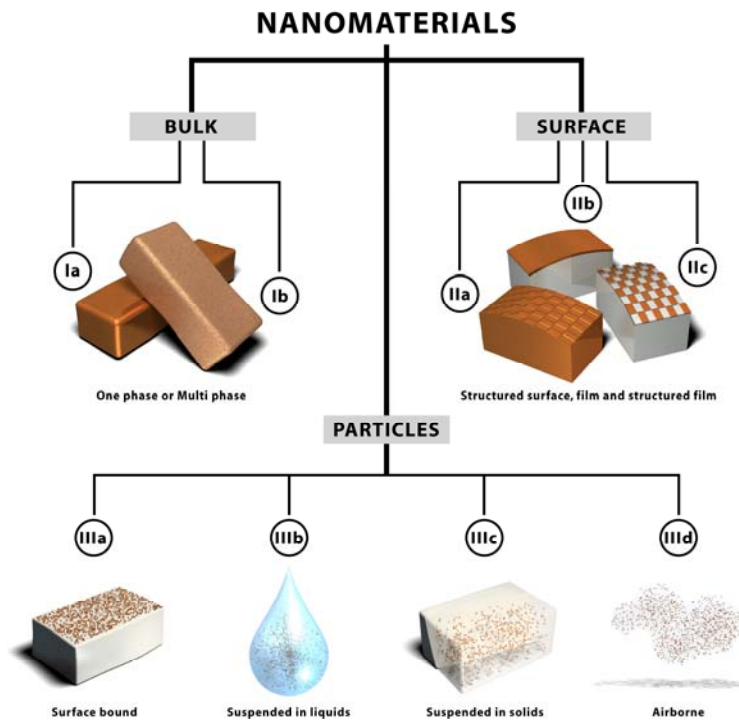 NANOMATERIALS
BULK
SURFACE
Ia
Ib
IIa
IIb
IIc
One phase or Multi phase
Structured surface, film and structured film
PARTICLES
IIIa
IIIb
IIIc
IIId
Surface bound
Suspended in liquids
Suspended in solids
Airborne